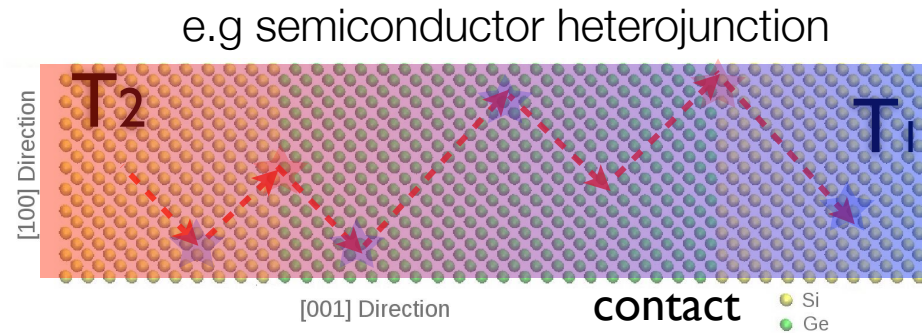 e.g semiconductor heterojunction
[100] Direction
T2
T1
[001] Direction
contact
Si
Ge